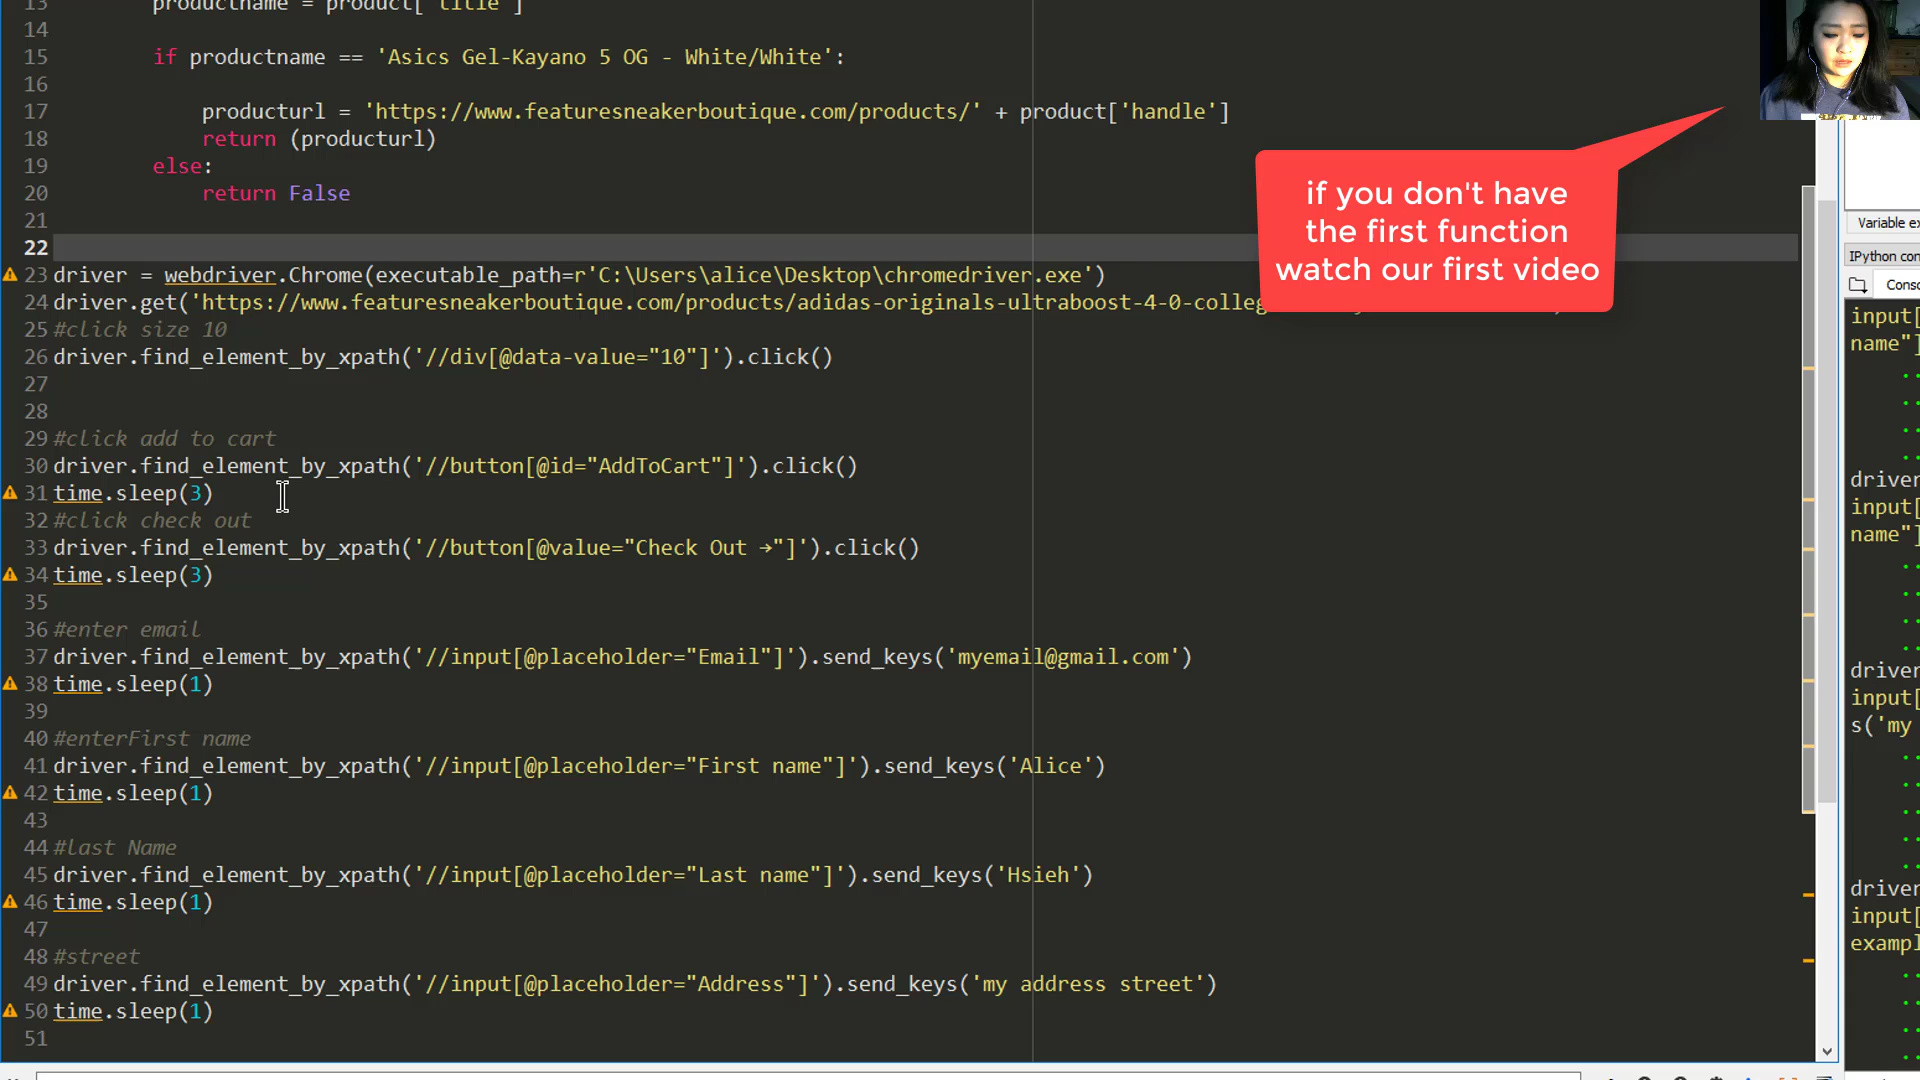 13 productname = product['title']
14
15 if productname == 'Asics Gel-Kayano 5 OG - White/White':
16
17 producturl = 'https://www.featuresneakerboutique.com/products/' + product['handle']
18 return (producturl)
19 else:
20 return False
21
22
23 driver = webdriver.Chrome(executable_path=r'C:\Users\alice\Desktop\chromedriver.exe')
24 driver.get('https://www.featuresneakerboutique.com/products/adidas-originals-ultraboost-4-0-colleg
25 #click size 10
26 driver.find_element_by_xpath('//div[@data-value="10"]').click()
27
28
29 #click add to cart
30 driver.find_element_by_xpath('//button[@id="AddToCart"]').click()
31 time.sleep(3)
32 #click check out
33 driver.find_element_by_xpath('//button[@value="Check Out →"]').click()
34 time.sleep(3)
35
36 #enter email
37 driver.find_element_by_xpath('//input[@placeholder="Email"]').send_keys('myemail@gmail.com')
38 time.sleep(1)
39
40 #enterFirst name
41 driver.find_element_by_xpath('//input[@placeholder="First name"]').send_keys('Alice')
42 time.sleep(1)
43
44 #last Name
45 driver.find_element_by_xpath('//input[@placeholder="Last name"]').send_keys('Hsieh')
46 time.sleep(1)
47
48 #street
49 driver.find_element_by_xpath('//input[@placeholder="Address"]').send_keys('my address street')
50 time.sleep(1)
51
if you don't have
the first function
watch our first video
Variable ex
IPython con
Conso
input[
name"]
driver
input[
name"]
driver
input[
s('my
driver
input[
exampl